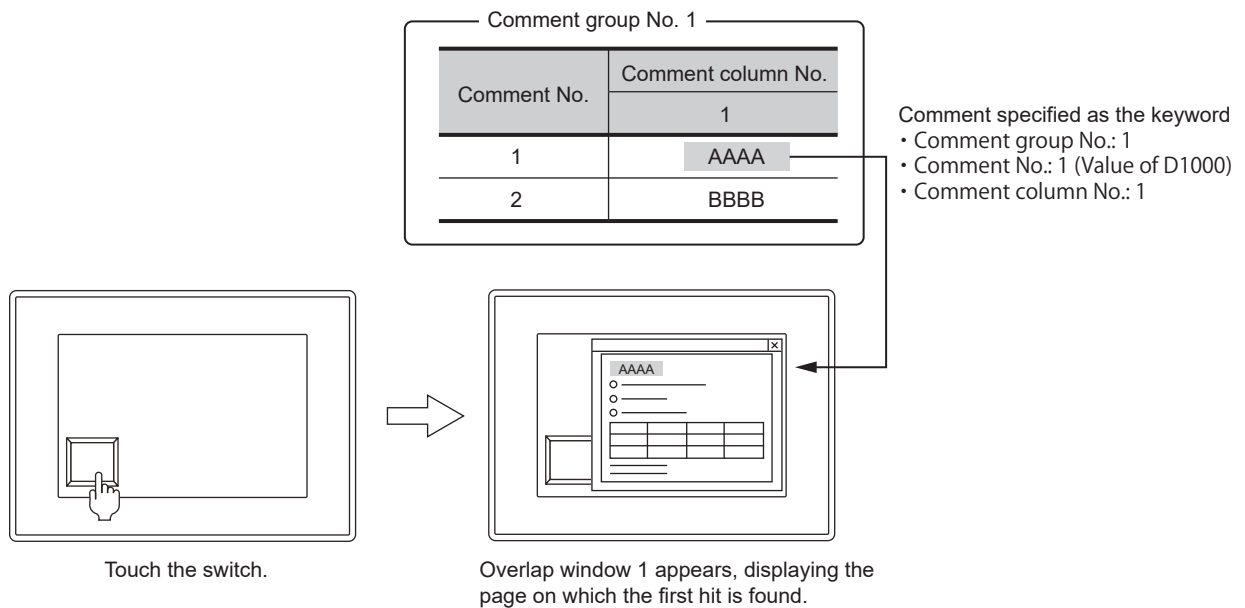 Comment group No. 1
Comment No.
Comment column No.
1
1
AAAA
2
BBBB
Comment specified as the keyword
・Comment group No.: 1
・Comment No.: 1 (Value of D1000)
・Comment column No.: 1
AAAA
Touch the switch.
Overlap window 1 appears, displaying the
page on which the first hit is found.